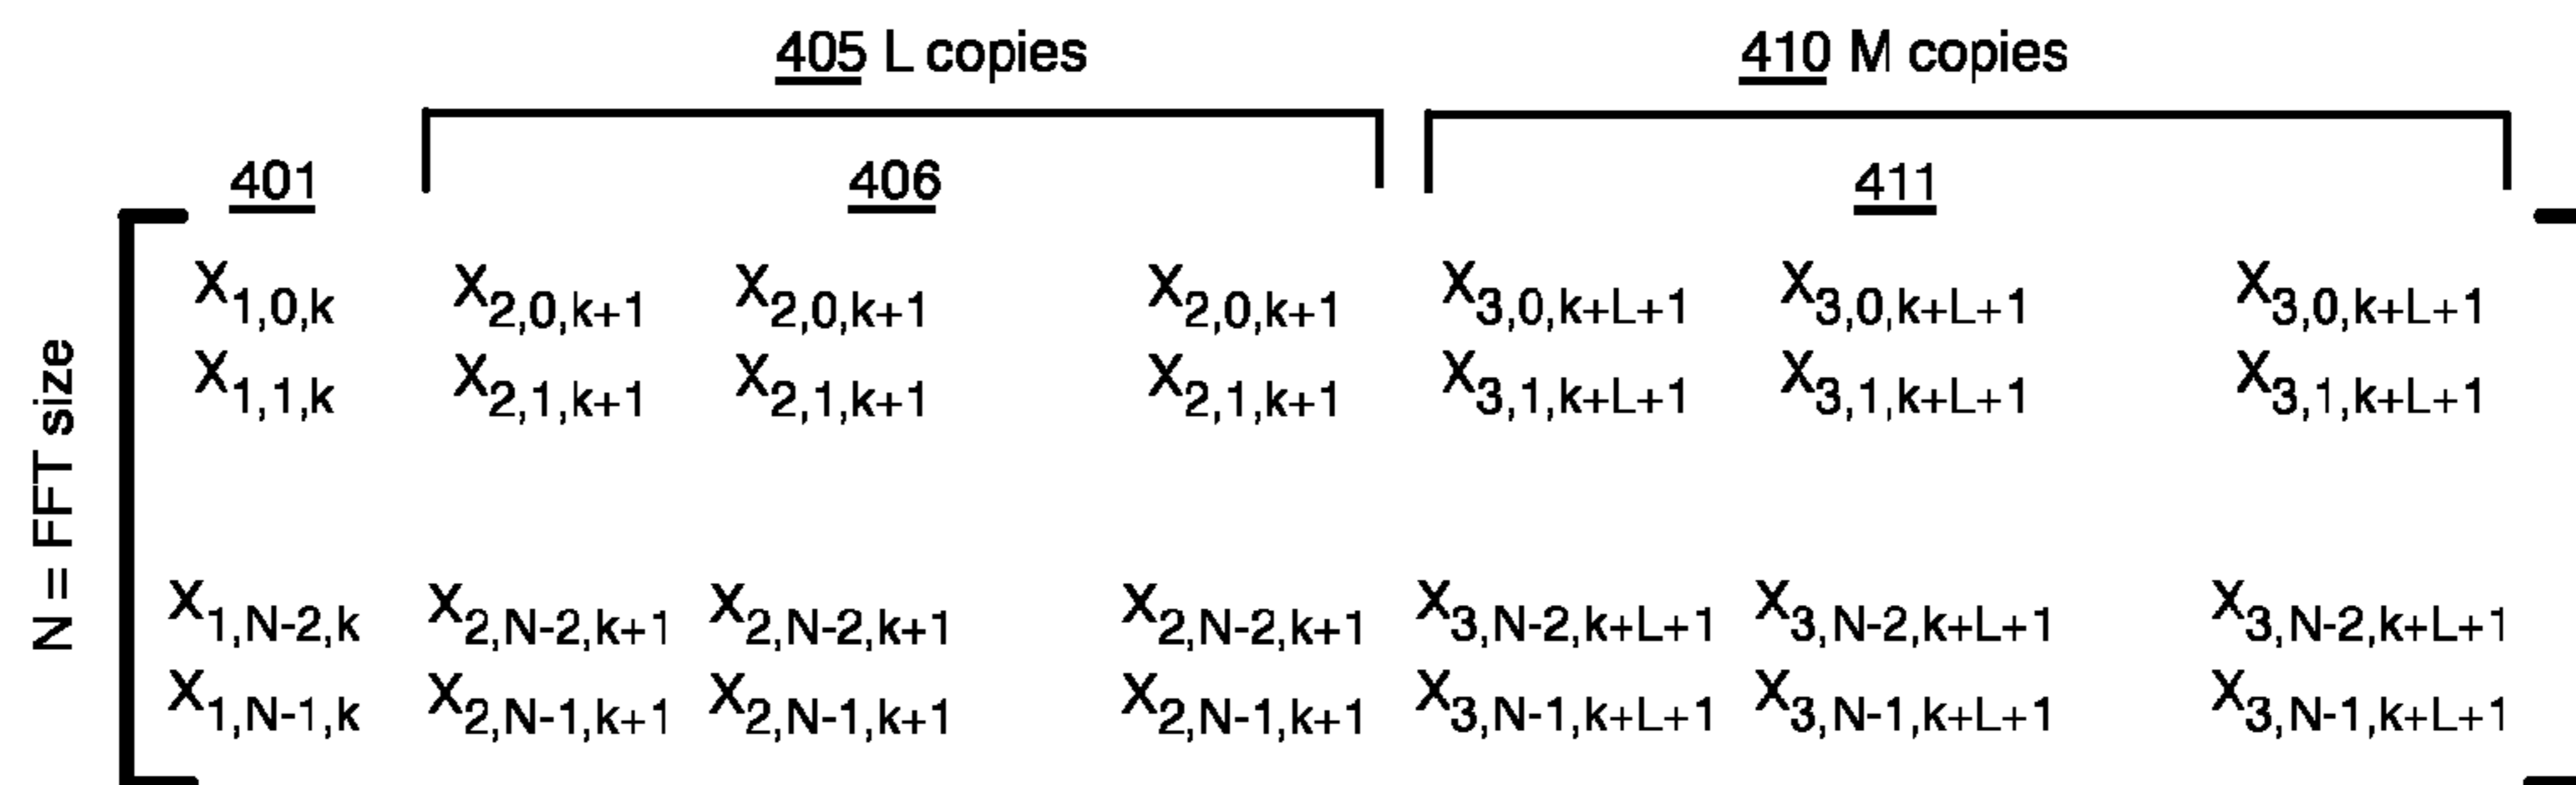 405 L copies 410 M copies
401 406 411
X1,0,k X2,0,k+1 X2,0,k+1 X2,0,k+1 X3,0,k+L+1 X3,0,k+L+1 X3,0,k+L+1
X1,1,k X2,1,k+1 X2,1,k+1 X2,1,k+1 X3,1,k+L+1 X3,1,k+L+1 X3,1,k+L+1
N = FFT size
X1,N-2,k X2,N-2,k+1 X2,N-2,k+1 X2,N-2,k+1 X3,N-2,k+L+1 X3,N-2,k+L+1 X3,N-2,k+L+1
X1,N-1,k X2,N-1,k+1 X2,N-1,k+1 X2,N-1,k+1 X3,N-1,k+L+1 X3,N-1,k+L+1 X3,N-1,k+L+1